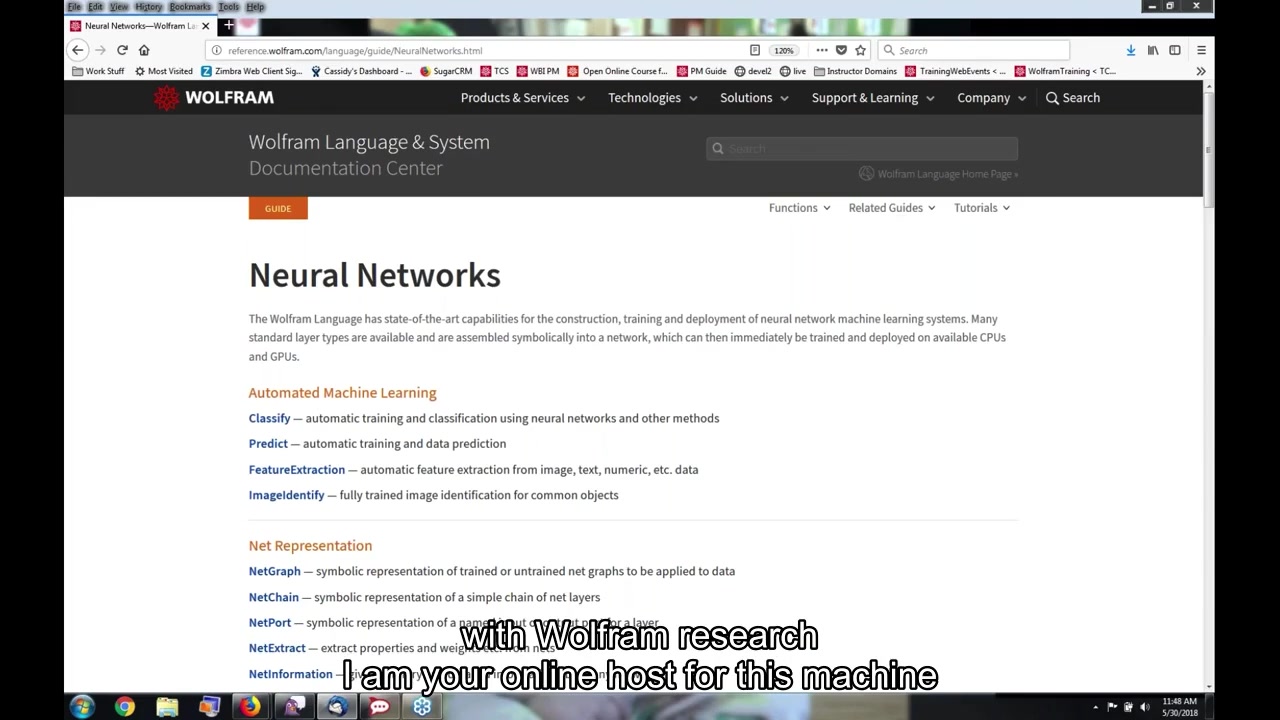 File Edit View History Bookmarks Tools Help
Neural Networks—Wolfram La
reference.wolfram.com/language/guide/NeuralNetworks.html
120%
Search
Work Stuff Most Visited Zimbra Web Client Sig... Cassidy's Dashboard - ... SugarCRM TCS WBI PM Open Online Course f... PM Guide devel2 live Instructor Domains TrainingWebEvents < ... WolframTraining < TC...
WOLFRAM
Products & Services Technologies Solutions Support & Learning Company Search
Wolfram Language & System
Documentation Center
Search
Wolfram Language Home Page »
GUIDE
Functions Related Guides Tutorials
Neural Networks
The Wolfram Language has state-of-the-art capabilities for the construction, training and deployment of neural network machine learning systems. Many
standard layer types are available and are assembled symbolically into a network, which can then immediately be trained and deployed on available CPUs
and GPUs.
Automated Machine Learning
Classify — automatic training and classification using neural networks and other methods
Predict — automatic training and data prediction
FeatureExtraction — automatic feature extraction from image, text, numeric, etc. data
ImageIdentify — fully trained image identification for common objects
Net Representation
NetGraph — symbolic representation of trained or untrained net graphs to be applied to data
NetChain — symbolic representation of a simple chain of net layers
NetPort — symbolic representation of a layer
NetExtract — extract properties and weights
NetInformation —
with Wolfram research
I am your online host for this machine
11:48 AM
5/30/2018